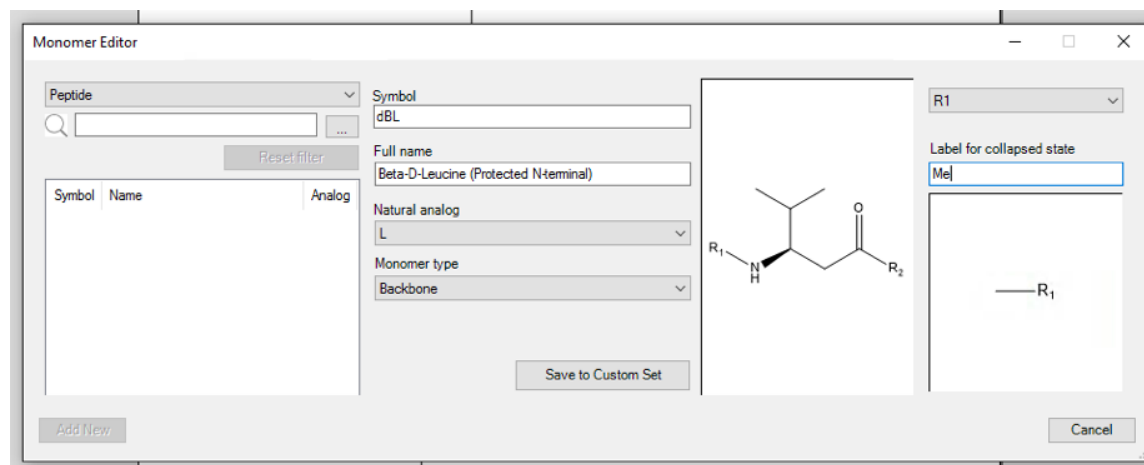 Monomer Editor
Peptide
...
Reset filter
Symbol Name Analog
Add New
Symbol
dBL
Full name
Beta-D-Leucine (Protected N-terminal)
Natural analog
L
Monomer type
Backbone
Save to Custom Set
O
R1
N
H
R2
R1
Label for collapsed state
Me
R1
Cancel